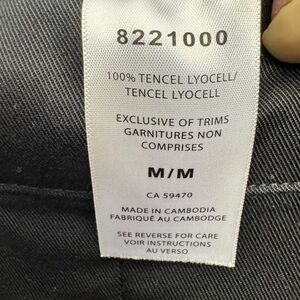 8221000
100% TENCEL LYOCELL/
TENCEL LYOCELL
EXCLUSIVE OF TRIMS
GARNITURES NON
COMPRISES
M/M
CA 59470
MADE IN CAMBODIA
FABRIQUÉ AU CAMBODGE
SEE REVERSE FOR CARE
VOIR INSTRUCTIONS
AU VERSO